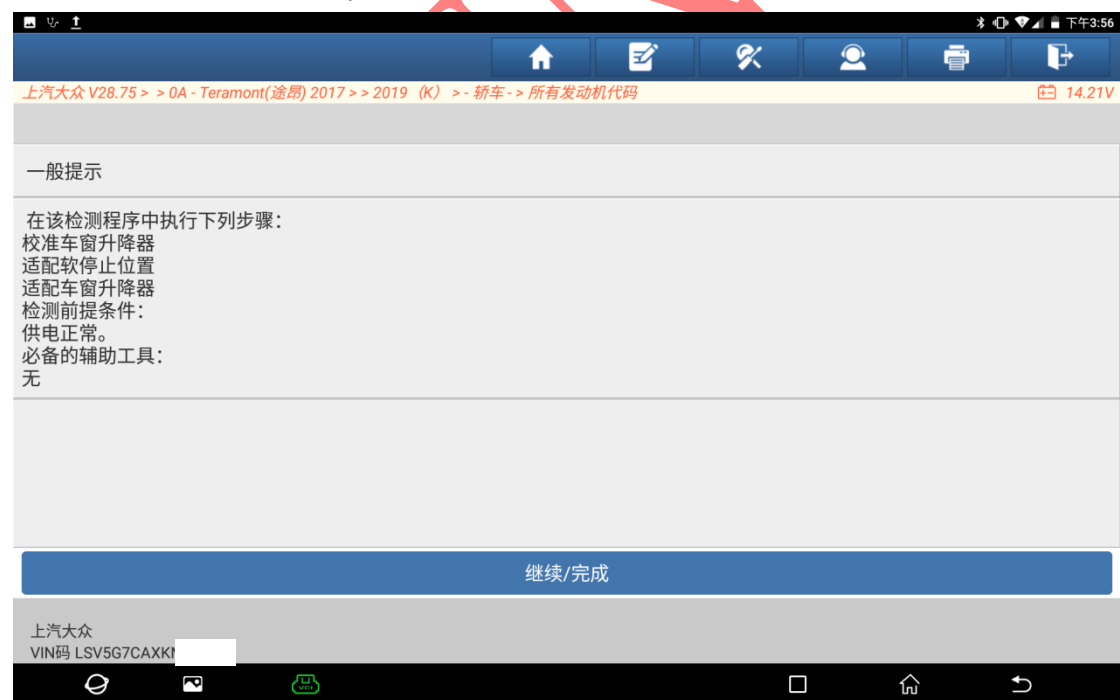 下午3:56
上汽大众 V28.75 > > 0A - Teramont(途昂) 2017 > > 2019（K） > - 轿车 - > 所有发动机代码
14.21V
一般提示
在该检测程序中执行下列步骤：
校准车窗升降器
适配软停止位置
适配车窗升降器
检测前提条件：
供电正常。
必备的辅助工具：
无
继续/完成
上汽大众
VIN码 LSV5G7CAXK
VCI